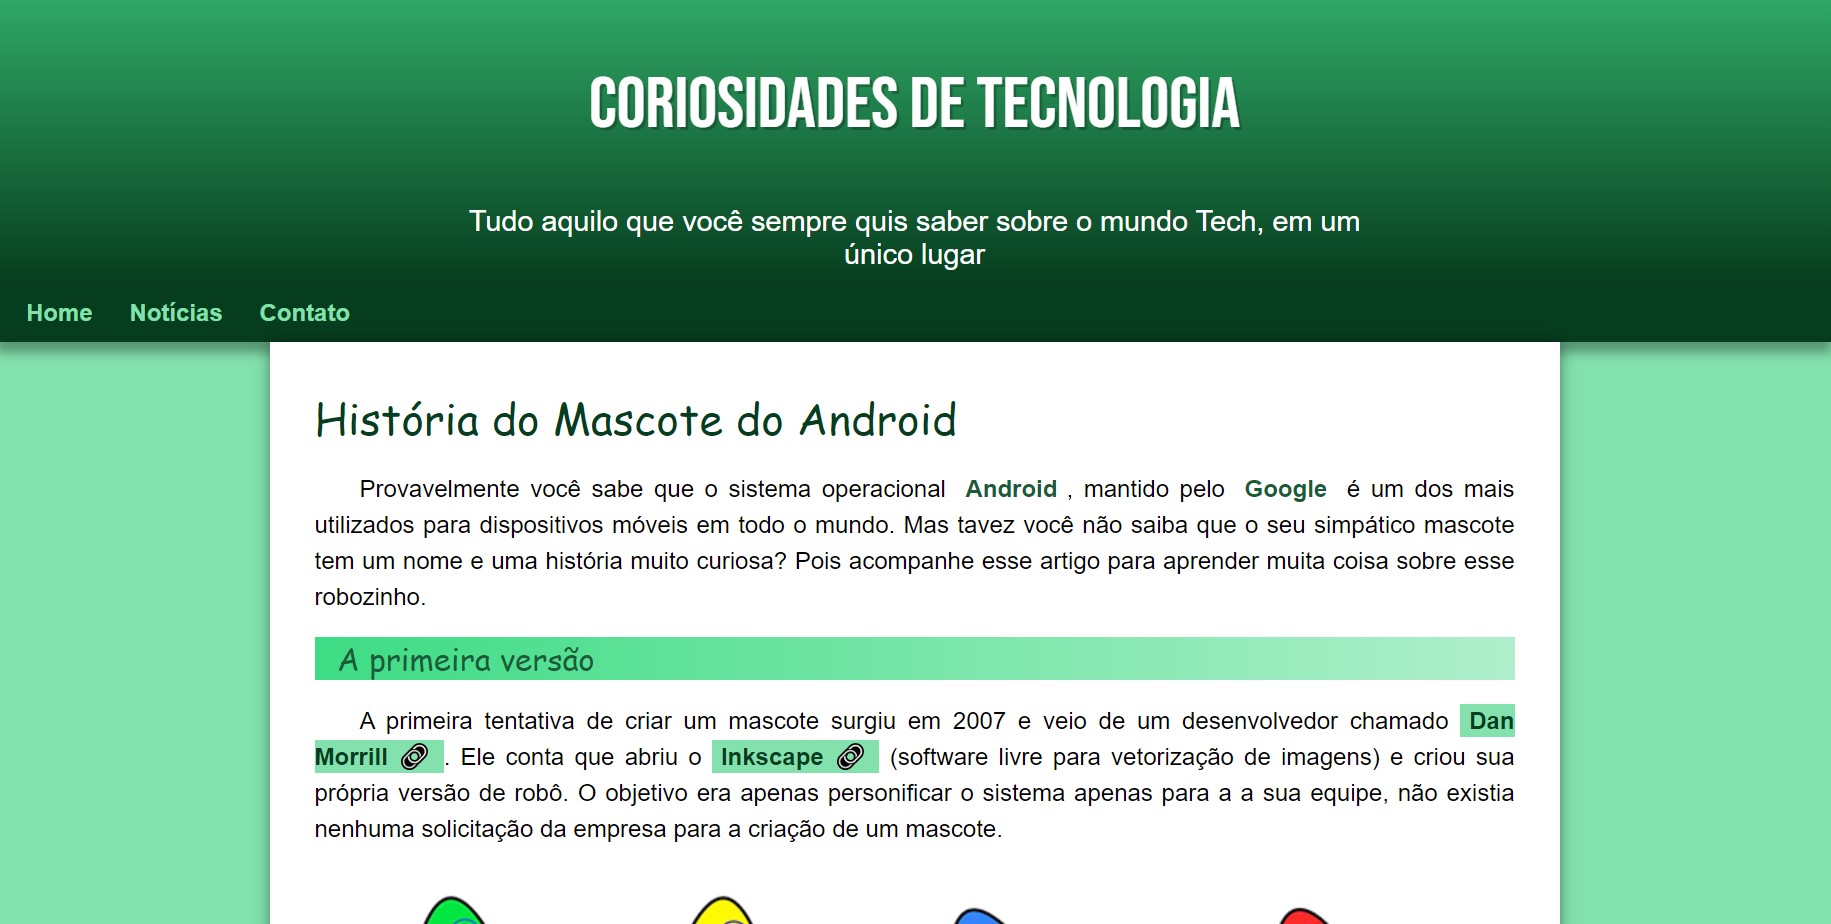 CORIOSIDADES DE TECNOLOGIA
Tudo aquilo que você sempre quis saber sobre o mundo Tech, em um
único lugar
Home Notícias Contato
História do Mascote do Android
Provavelmente você sabe que o sistema operacional Android , mantido pelo Google é um dos mais
utilizados para dispositivos móveis em todo o mundo. Mas tavez você não saiba que o seu simpático mascote
tem um nome e uma história muito curiosa? Pois acompanhe esse artigo para aprender muita coisa sobre esse
robozinho.
A primeira versão
A primeira tentativa de criar um mascote surgiu em 2007 e veio de um desenvolvedor chamado Dan
Morrill . Ele conta que abriu o Inkscape (software livre para vetorização de imagens) e criou sua
própria versão de robô. O objetivo era apenas personificar o sistema apenas para a a sua equipe, não existia
nenhuma solicitação da empresa para a criação de um mascote.